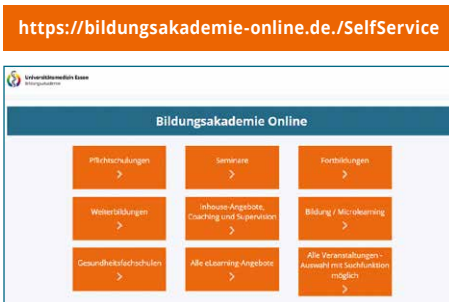 https://bildungsakademie-online.de./SelfService
Universitätsmedizin Essen
Bildungsakademie
Bildungsakademie Online
Pflichtschulungen
Seminare
Fortbildungen
Weiterbildungen
Inhouse-Angebote,
Coaching und Supervision
Bildung / Microlearning
Gesundheitsfachschulen
Alle eLearning-Angebote
Alle Veranstaltungen -
Auswahl mit Suchfunktion
möglich